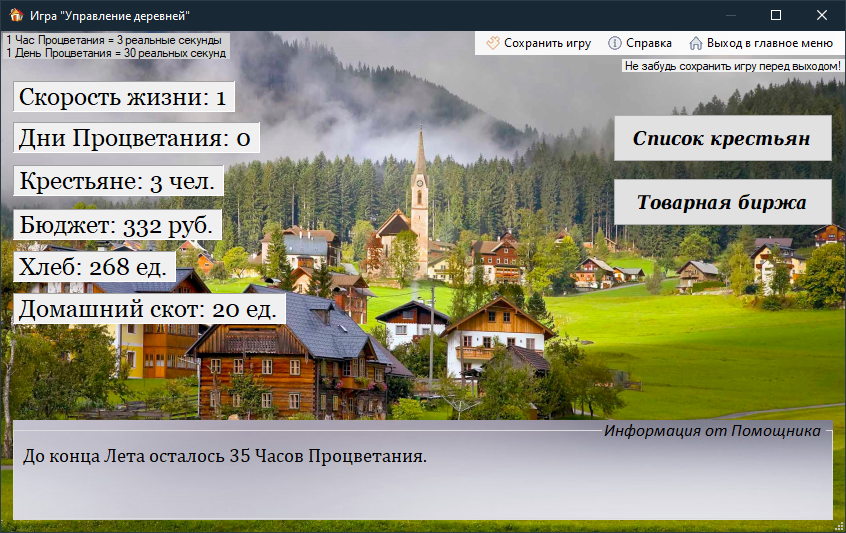 Игра "Управление деревней"
1 Час Процветания = 3 реальные секунды
1 День Процветания = 30 реальных секунд
Сохранить игру
Справка
Выход в главное меню
Не забудь сохранить игру перед выходом!
Скорость жизни: 1
Дни Процветания: 0
Крестьяне: 3 чел.
Бюджет: 332 руб.
Хлеб: 268 ед.
Домашний скот: 20 ед.
Список крестьян
Товарная биржа
Информация от Помощника
До конца Лета осталось 35 Часов Процветания.